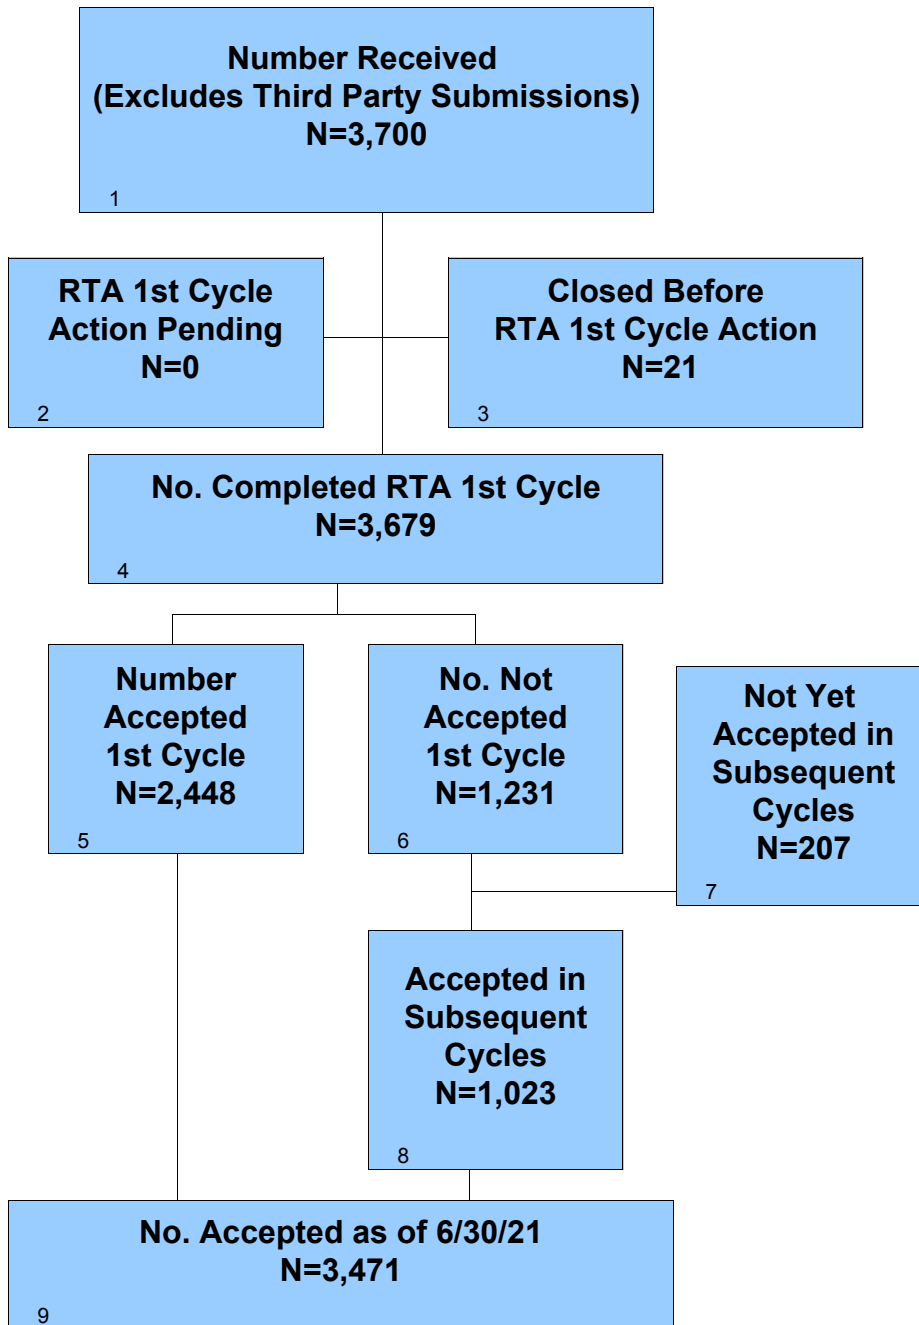 Number Received
(Excludes Third Party Submissions)
N=3,700
1
RTA 1st Cycle
Action Pending
N=0
2
Closed Before
RTA 1st Cycle Action
N=21
3
No. Completed RTA 1st Cycle
N=3,679
4
Number
Accepted
1st Cycle
N=2,448
5
No. Not
Accepted
1st Cycle
N=1,231
6
Not Yet
Accepted in
Subsequent
Cycles
N=207
7
Accepted in
Subsequent
Cycles
N=1,023
8
No. Accepted as of 6/30/21
N=3,471
9